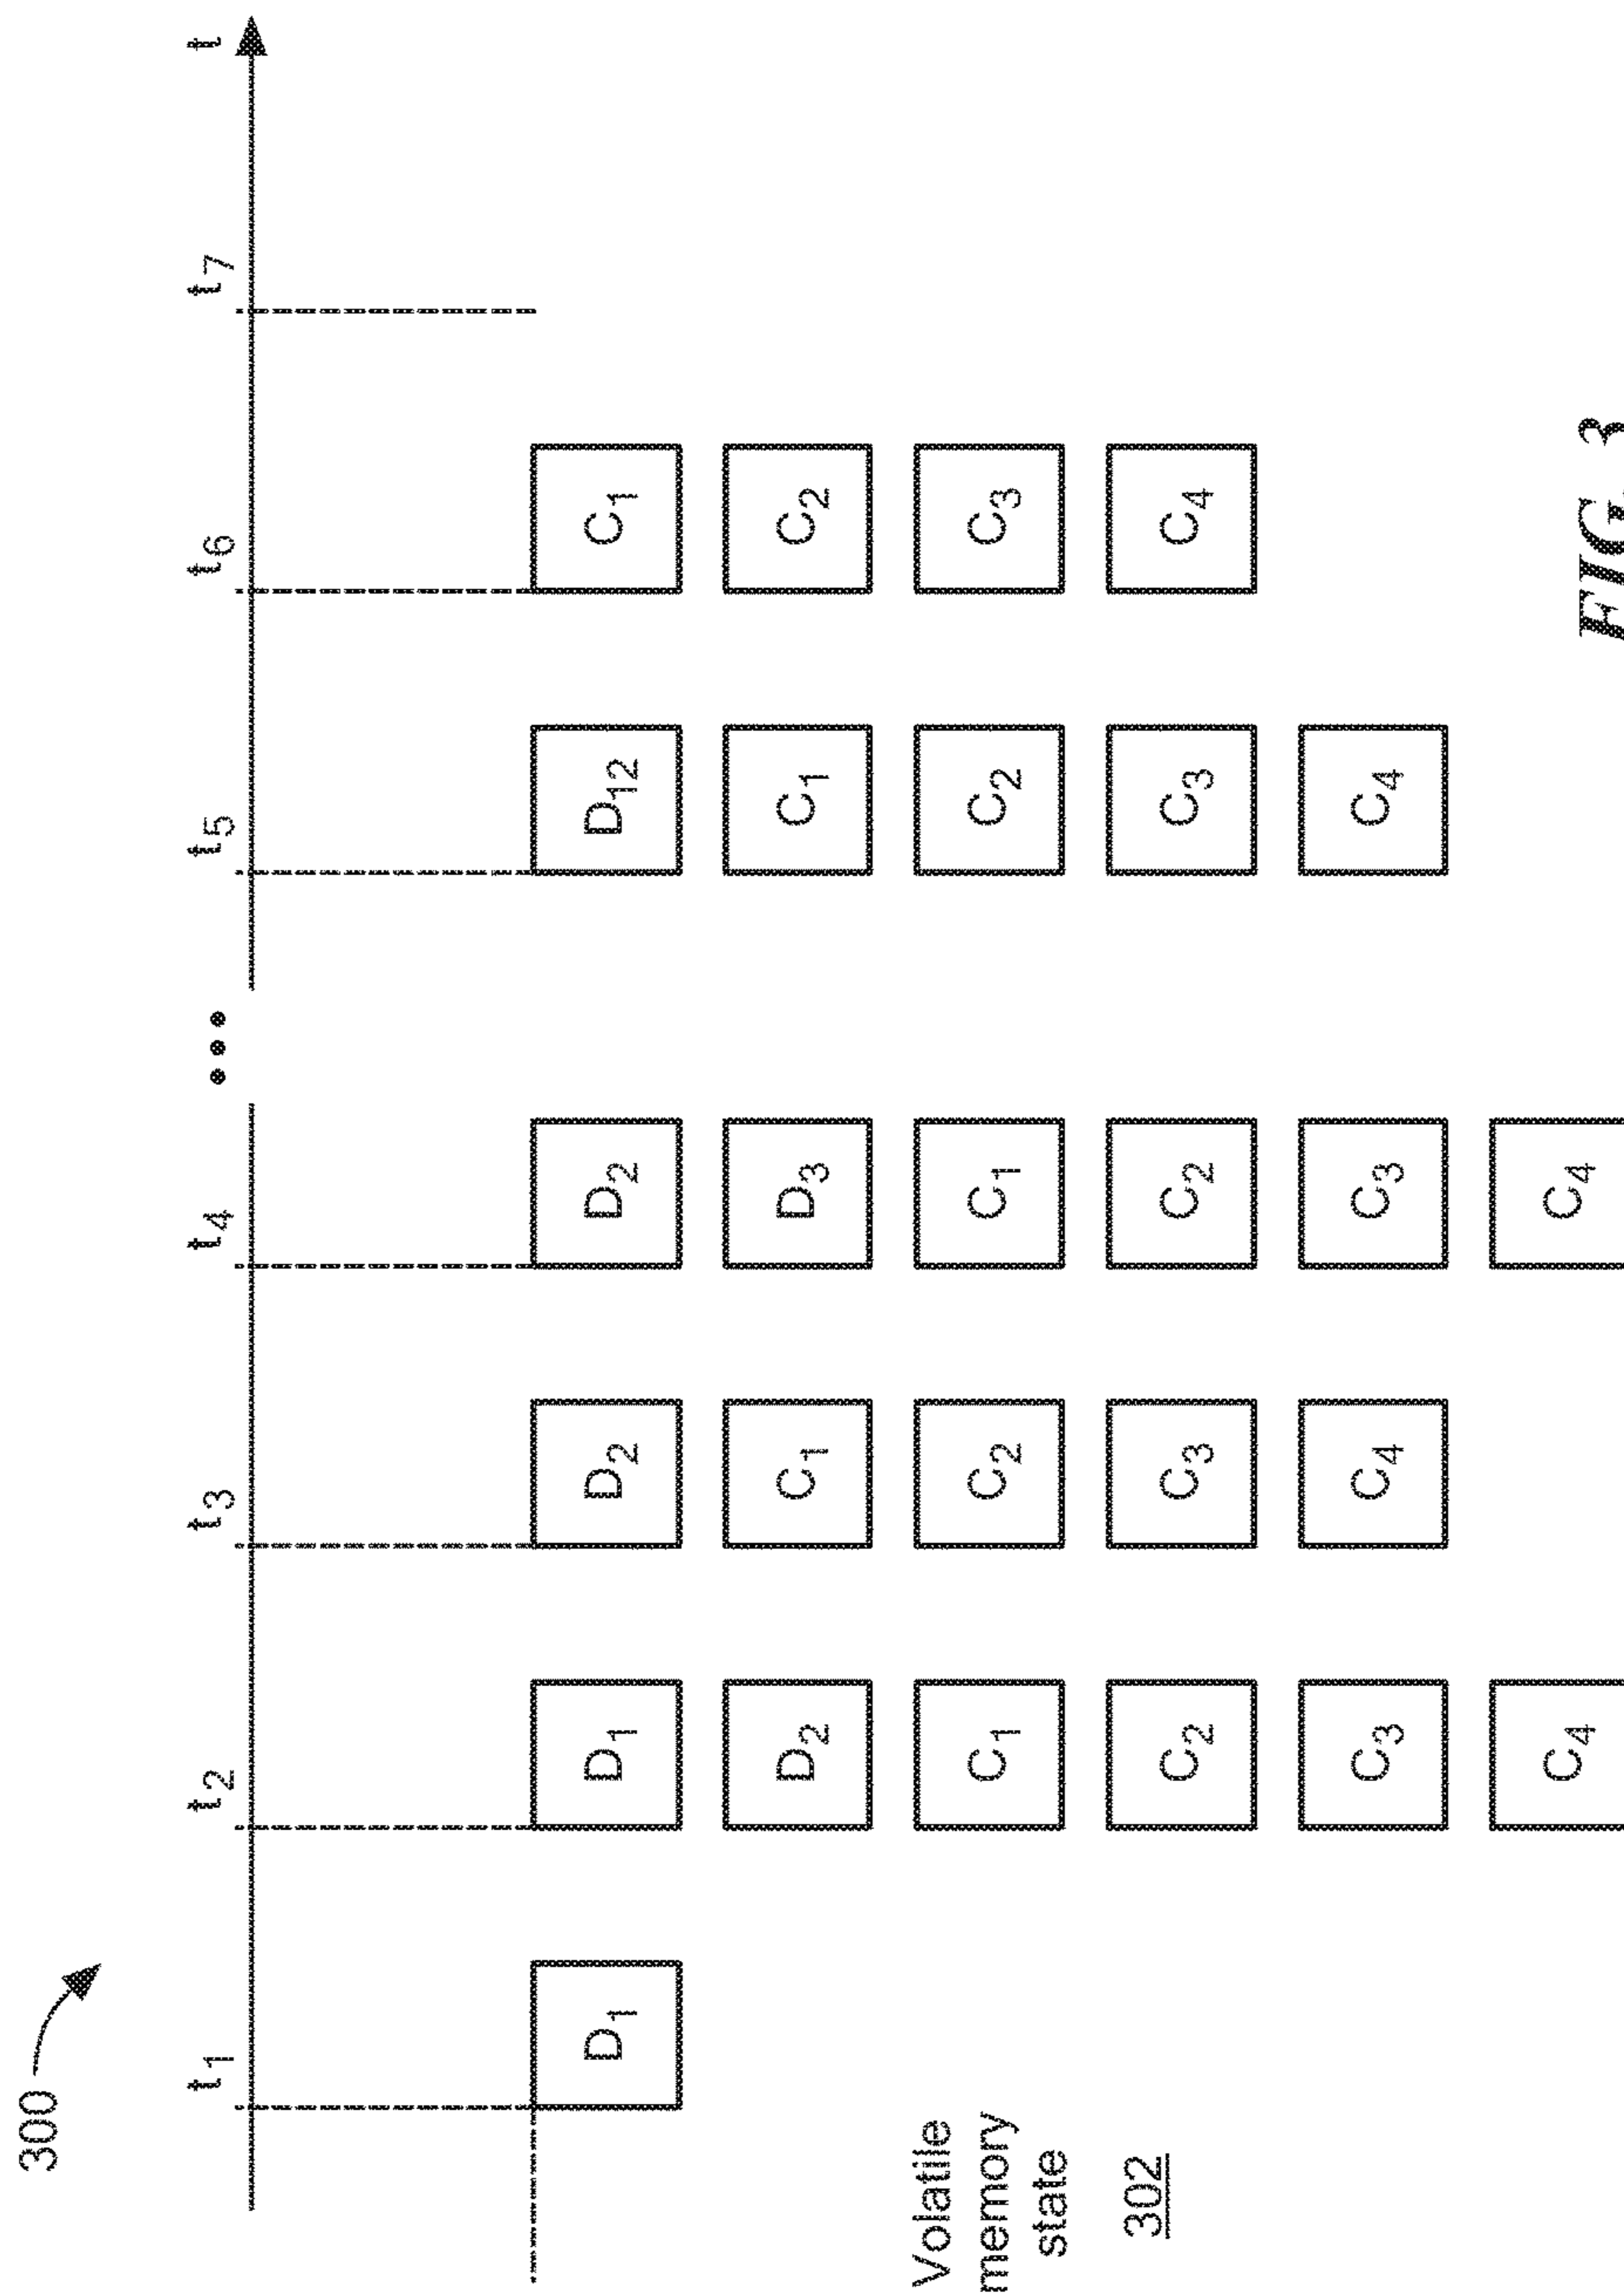 300
t1 t2 t3 t4 ••• t5 t6 t7 t
D1 D1 D2 D2 D12 C1
D2 C1 D3 C1 C2
Volatile C1 C2 C1 C2 C3
memory
state C2 C3 C2 C3 C4
302
C3 C4 C3 C4
C4 C4
FIG. 3